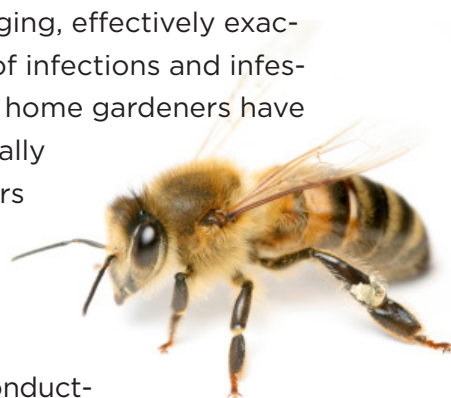 ging, effectively exac-
of infections and infes-
home gardeners have
ally
rs
onduct-